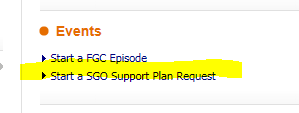 Events
Start a FGC Episode
Start a SGO Support Plan Request